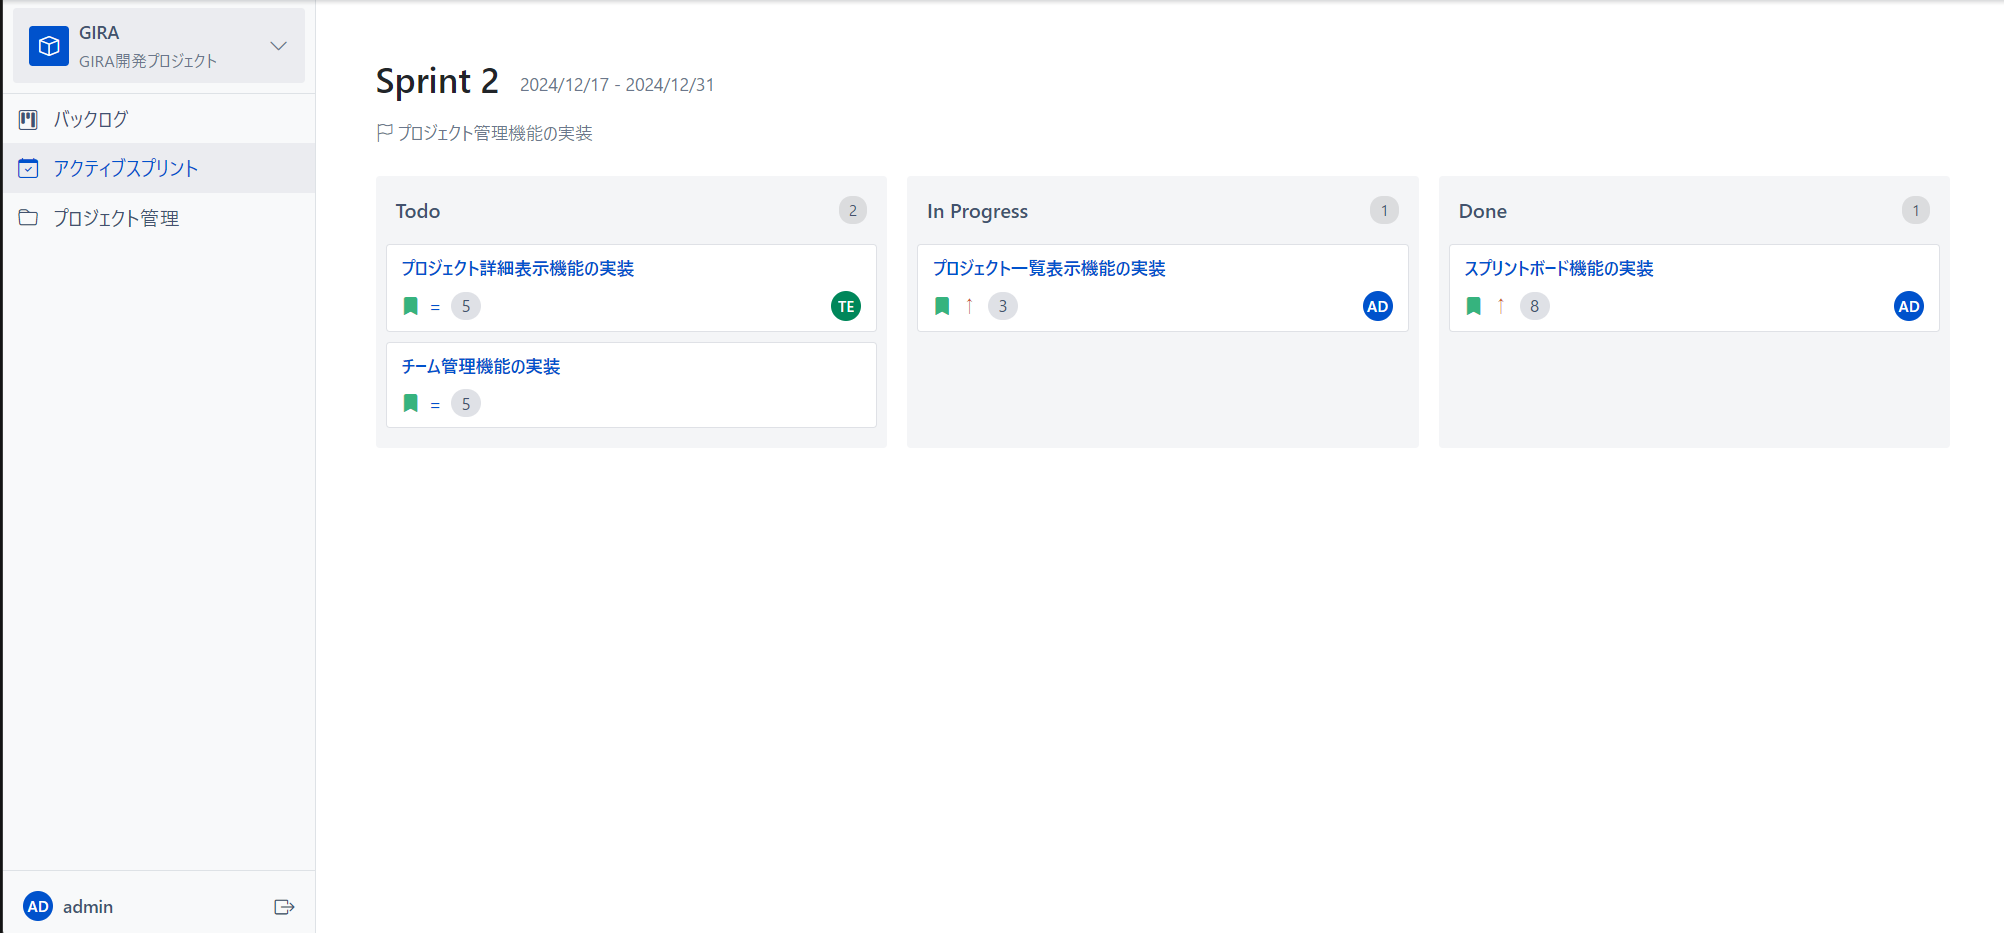 GIRA
GIRA開発プロジェクト
バックログ
アクティブスプリント
プロジェクト管理
AD admin
Sprint 2 2024/12/17 - 2024/12/31
プロジェクト管理機能の実装
Todo 2
プロジェクト詳細表示機能の実装
= 5 TE
チーム管理機能の実装
= 5
In Progress 1
プロジェクト一覧表示機能の実装
↑ 3 AD
Done 1
スプリントボード機能の実装
↑ 8 AD